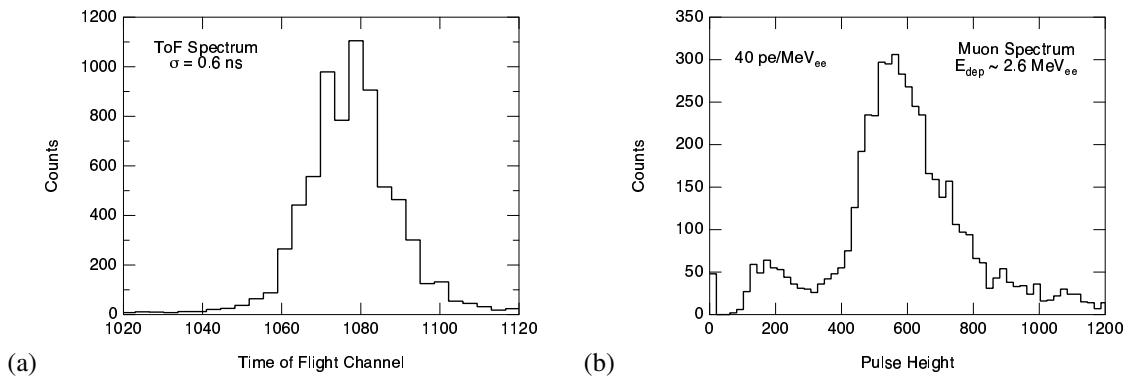 ToF Spectrum
σ = 0.6 ns
1200
1000
800
600
400
200
0
Counts
1020 1040 1060 1080 1100 1120
Time of Flight Channel
(a)
40 pe/MeVee
Muon Spectrum
Edep ~ 2.6 MeVee
350
300
250
200
150
100
50
0
Counts
0 200 400 600 800 1000 1200
Pulse Height
(b)